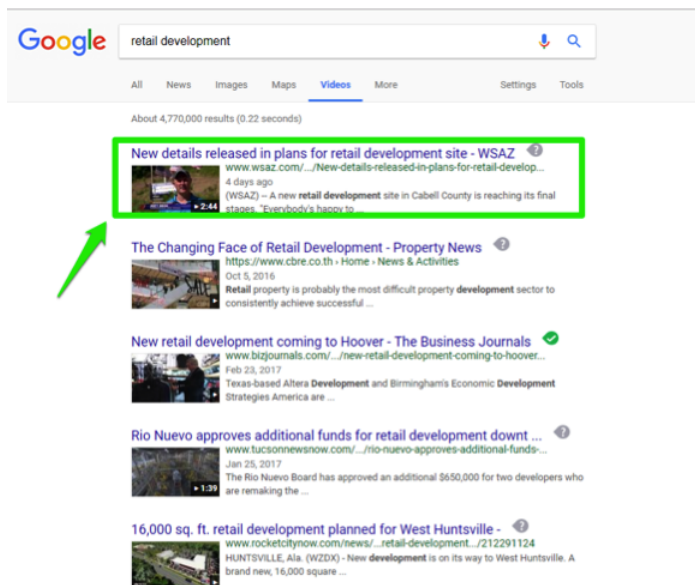 Google
retail development
All News Images Maps Videos More Settings Tools
About 4,770,000 results (0.22 seconds)
New details released in plans for retail development site - WSAZ
www.wsaz.com/.../New-details-released-in-plans-for-retail-develop...
4 days ago
2:44
(WSAZ) -- A new retail development site in Cabell County is reaching its final
stages. "Everybody's happy to ...
The Changing Face of Retail Development - Property News
https://www.cbre.co.th › Home › News & Activities
Oct 5, 2016
SALE
Retail property is probably the most difficult property development sector to
consistently achieve successful ...
New retail development coming to Hoover - The Business Journals
www.bizjournals.com/.../new-retail-development-coming-to-hoover...
Feb 23, 2017
Texas-based Altera Development and Birmingham's Economic Development
Strategies America are ...
Rio Nuevo approves additional funds for retail development downt ...
www.tucsonnewsnow.com/.../rio-nuevo-approves-additional-funds-...
Jan 25, 2017
The Rio Nuevo Board has approved an additional $650,000 for two developers who
1:39
are remaking the ...
16,000 sq. ft. retail development planned for West Huntsville -
www.rocketcitynow.com/news/...retail-development.../212291124
HUNTSVILLE, Ala. (WZDX) - New development is on its way to West Huntsville. A
brand new, 16,000 square ...